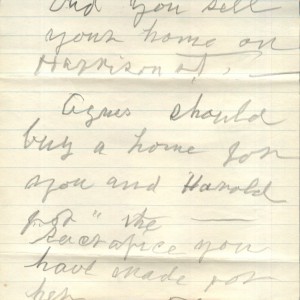 Did you sell
your home on
Harrison st, —
Agnes should
buy a home for
you and Harold
for "the
Sacrafice you
have made for
her